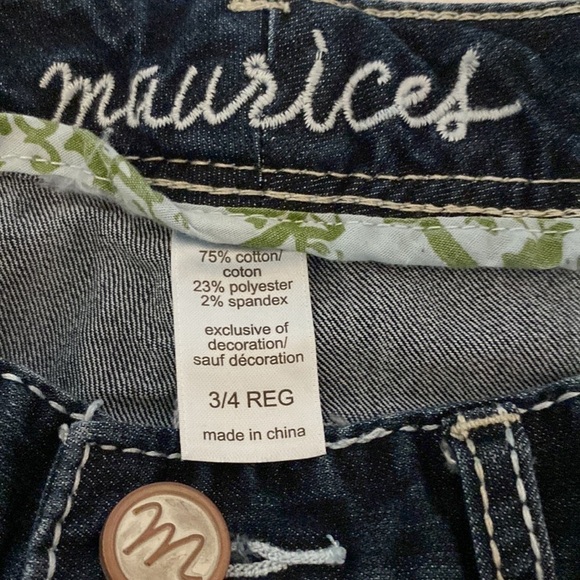 maurices
75% cotton/
coton
23% polyester
2% spandex
exclusive of
decoration/
sauf décoration
3/4 REG
made in china
m